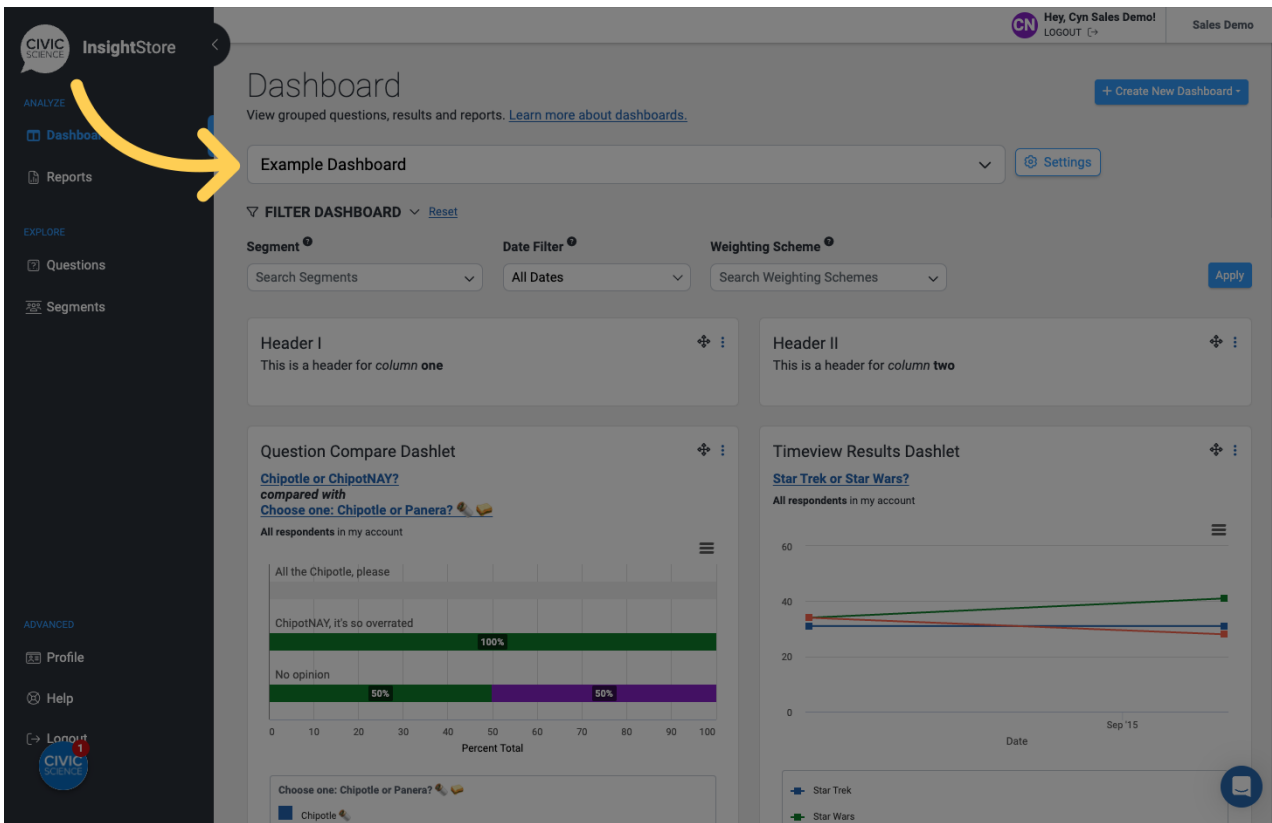 CIVIC
SCIENCE
InsightStore
CN
Hey, Cyn Sales Demo!
LOGOUT
Sales Demo
ANALYZE
Reports
EXPLORE
Questions
Segments
ADVANCED
Profile
Help
Logout
1
CIVIC
SCIENCE
Dashboard
+ Create New Dashboard
View grouped questions, results and reports. Learn more about dashboards.
Example Dashboard
Settings
FILTER DASHBOARD
Reset
Segment ?
Date Filter ?
Weighting Scheme ?
Search Segments
All Dates
Search Weighting Schemes
Apply
Header I
This is a header for column one
Header II
This is a header for column two
Question Compare Dashlet
Chipotle or ChipotNAY?
compared with
Choose one: Chipotle or Panera? 🌯 🥪
All respondents in my account
All the Chipotle, please
ChipotNAY, it's so overrated
100%
No opinion
50%
50%
0 10 20 30 40 50 60 70 80 90 100
Percent Total
Choose one: Chipotle or Panera? 🌯 🥪
Chipotle 🌯
Timeview Results Dashlet
Star Trek or Star Wars?
All respondents in my account
60
40
20
0
Sep '15
Date
Star Trek
Star Wars